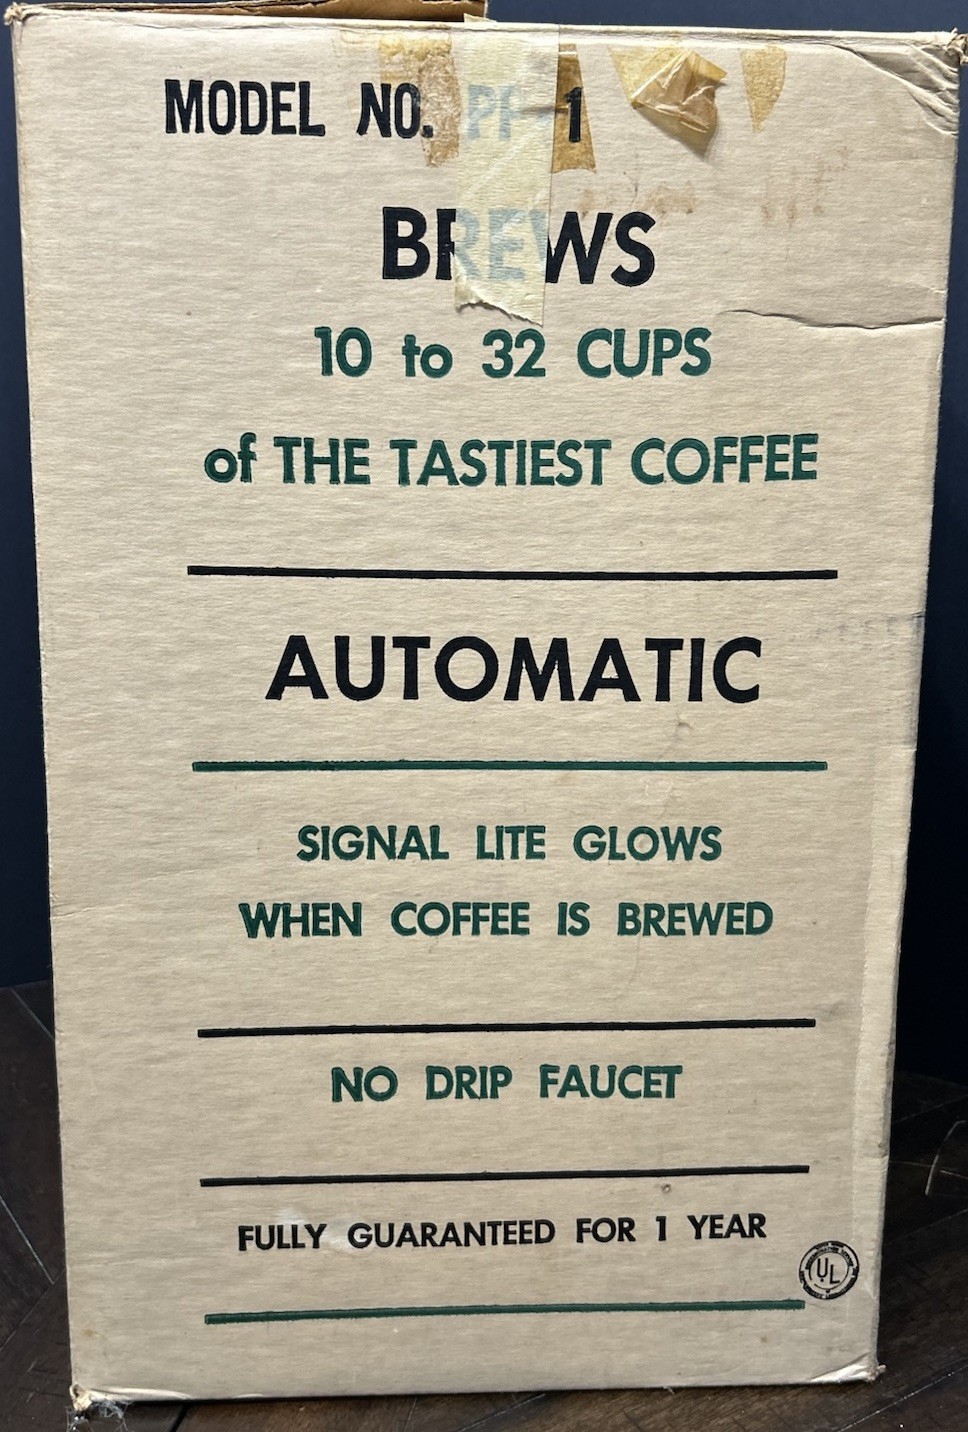 MODEL NO. 1
BREWS
10 to 32 CUPS
of THE TASTIEST COFFEE
AUTOMATIC
SIGNAL LITE GLOWS
WHEN COFFEE IS BREWED
NO DRIP FAUCET
FULLY GUARANTEED FOR 1 YEAR
UL